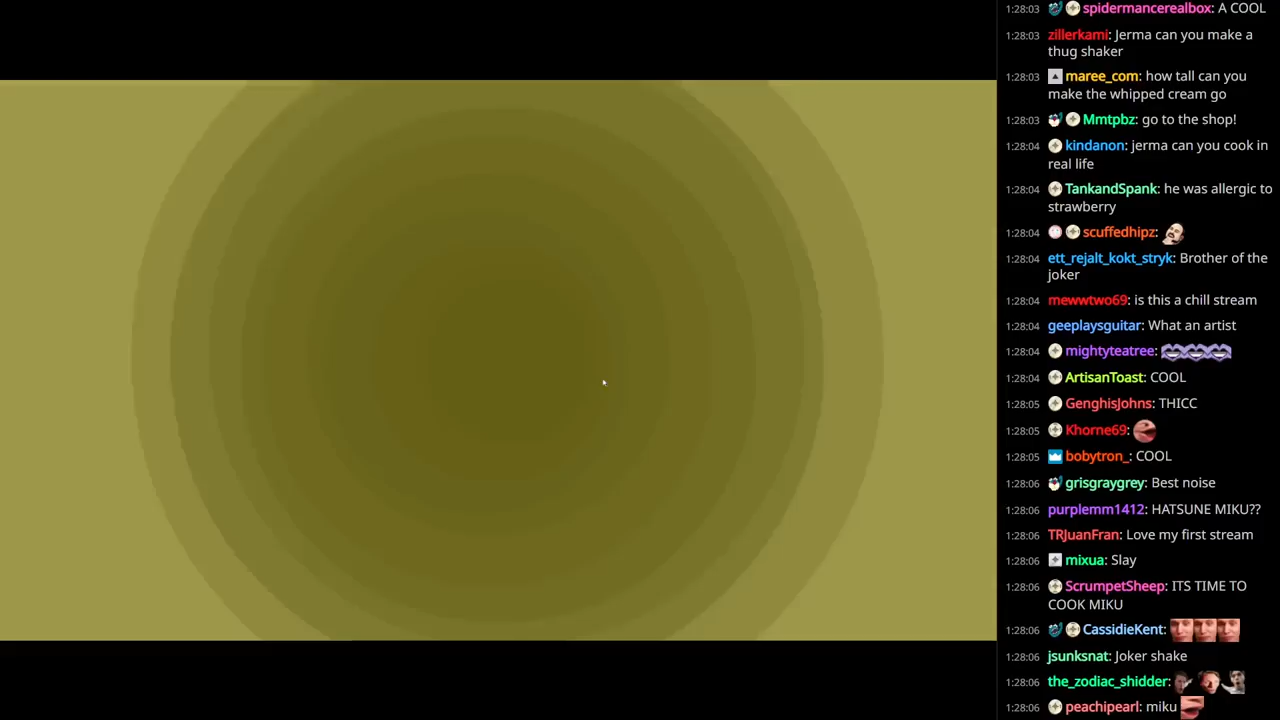 1:28:03 spidermancerealbox: A COOL
1:28:03 zillerkami: Jerma can you make a
thug shaker
1:28:03 maree_com: how tall can you
make the whipped cream go
1:28:03 Mmtpbz: go to the shop!
1:28:04 kindanon: jerma can you cook in
real life
1:28:04 TankandSpank: he was allergic to
strawberry
1:28:04 scuffedhipz:
1:28:04 ett_rejalt_kokt_stryk: Brother of the
joker
1:28:04 mewwtwo69: is this a chill stream
1:28:04 geeplaysguitar: What an artist
1:28:04 mightyteatree:
1:28:04 ArtisanToast: COOL
1:28:05 GenghisJohns: THICC
1:28:05 Khorne69:
1:28:05 bobytron_: COOL
1:28:06 grisgraygrey: Best noise
1:28:06 purplemm1412: HATSUNE MIKU??
1:28:06 TRJuanFran: Love my first stream
1:28:06 mixua: Slay
1:28:06 ScrumpetSheep: ITS TIME TO
COOK MIKU
1:28:06 CassidieKent:
1:28:06 jsunksnat: Joker shake
1:28:06 the_zodiac_shidder:
1:28:06 peachipearl: miku